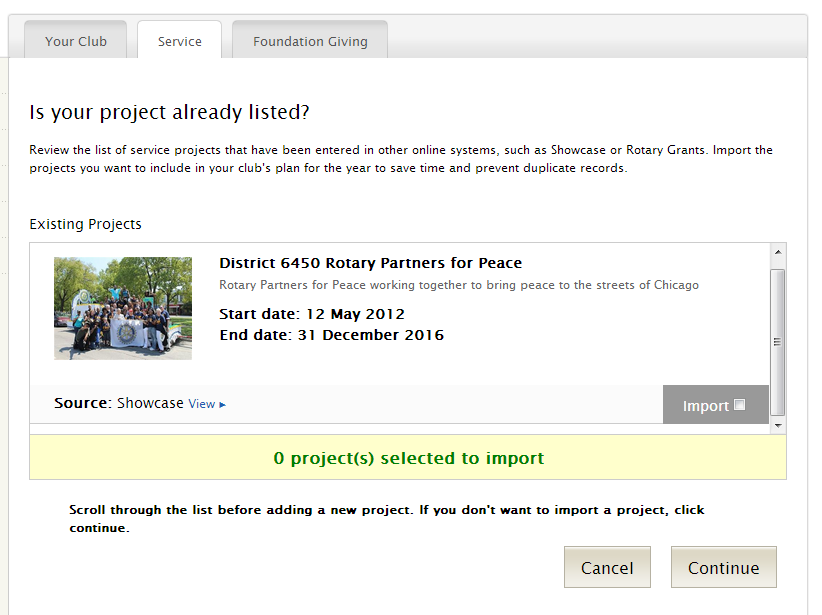 Your Club
Service
Foundation Giving
Is your project already listed?
Review the list of service projects that have been entered in other online systems, such as Showcase or Rotary Grants. Import the
projects you want to include in your club's plan for the year to save time and prevent duplicate records.
Existing Projects
District 6450 Rotary Partners for Peace
Rotary Partners for Peace working together to bring peace to the streets of Chicago
Start date: 12 May 2012
End date: 31 December 2016
Source: Showcase View ▸
Import
0 project(s) selected to import
Scroll through the list before adding a new project. If you don't want to import a project, click
continue.
Cancel
Continue